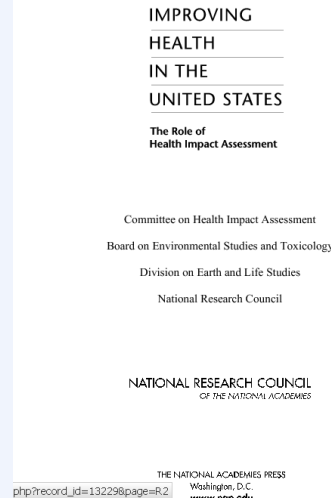 IMPROVING
HEALTH
IN THE
UNITED STATES
The Role of
Health Impact Assessment
Committee on Health Impact Assessment
Board on Environmental Studies and Toxicology
Division on Earth and Life Studies
National Research Council
NATIONAL RESEARCH COUNCIL
OF THE NATIONAL ACADEMIES
THE NATIONAL ACADEMIES PRESS
Washington, D.C.
www.nap.edu
php?record_id=13229&page=R2